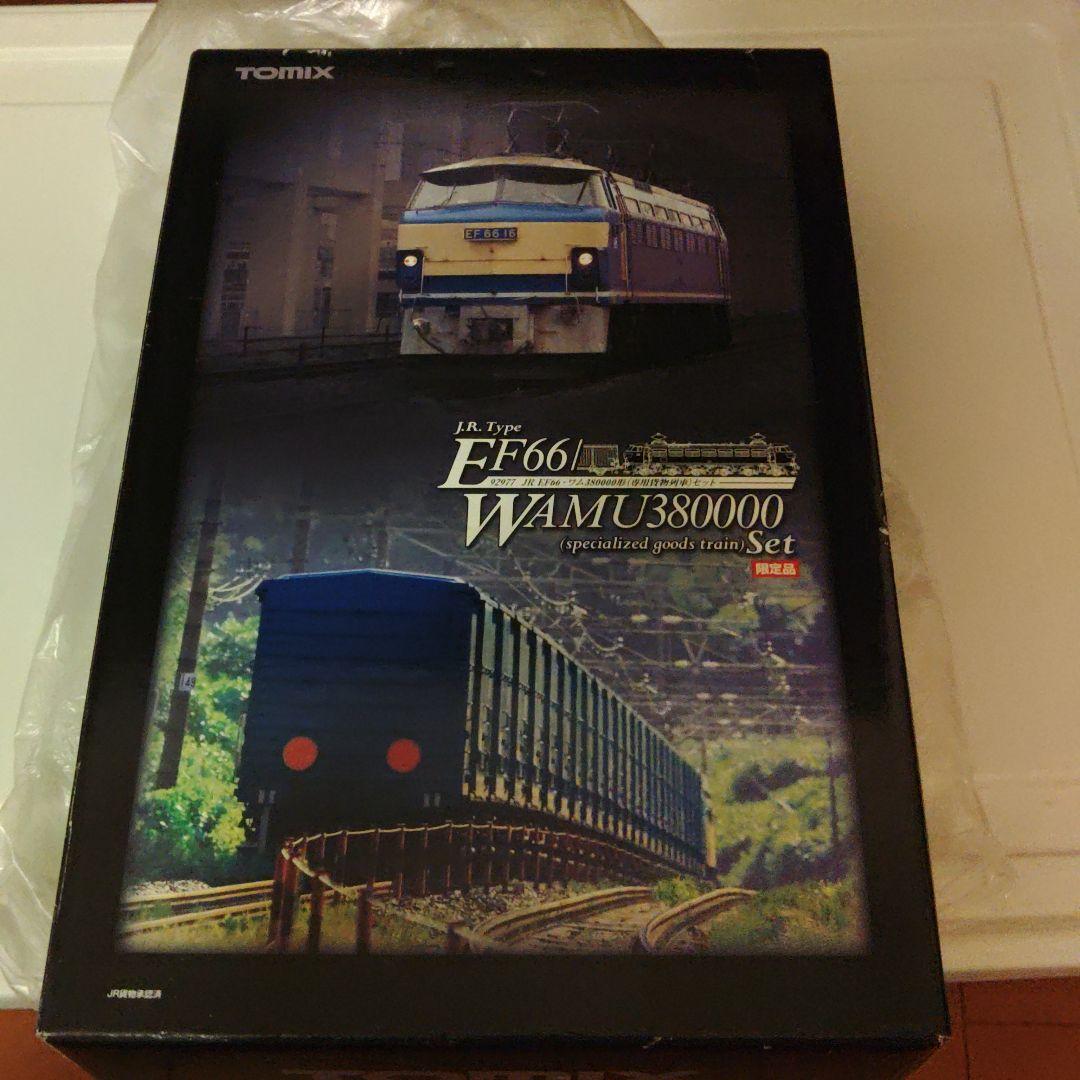 TOMIX
EF 66 16
J.R. Type
EF66/
92977 JR EF66・ワム380000形(専用貨物列車)セット
WAMU380000
(specialized goods train) Set
限定品
49
JR貨物承認済